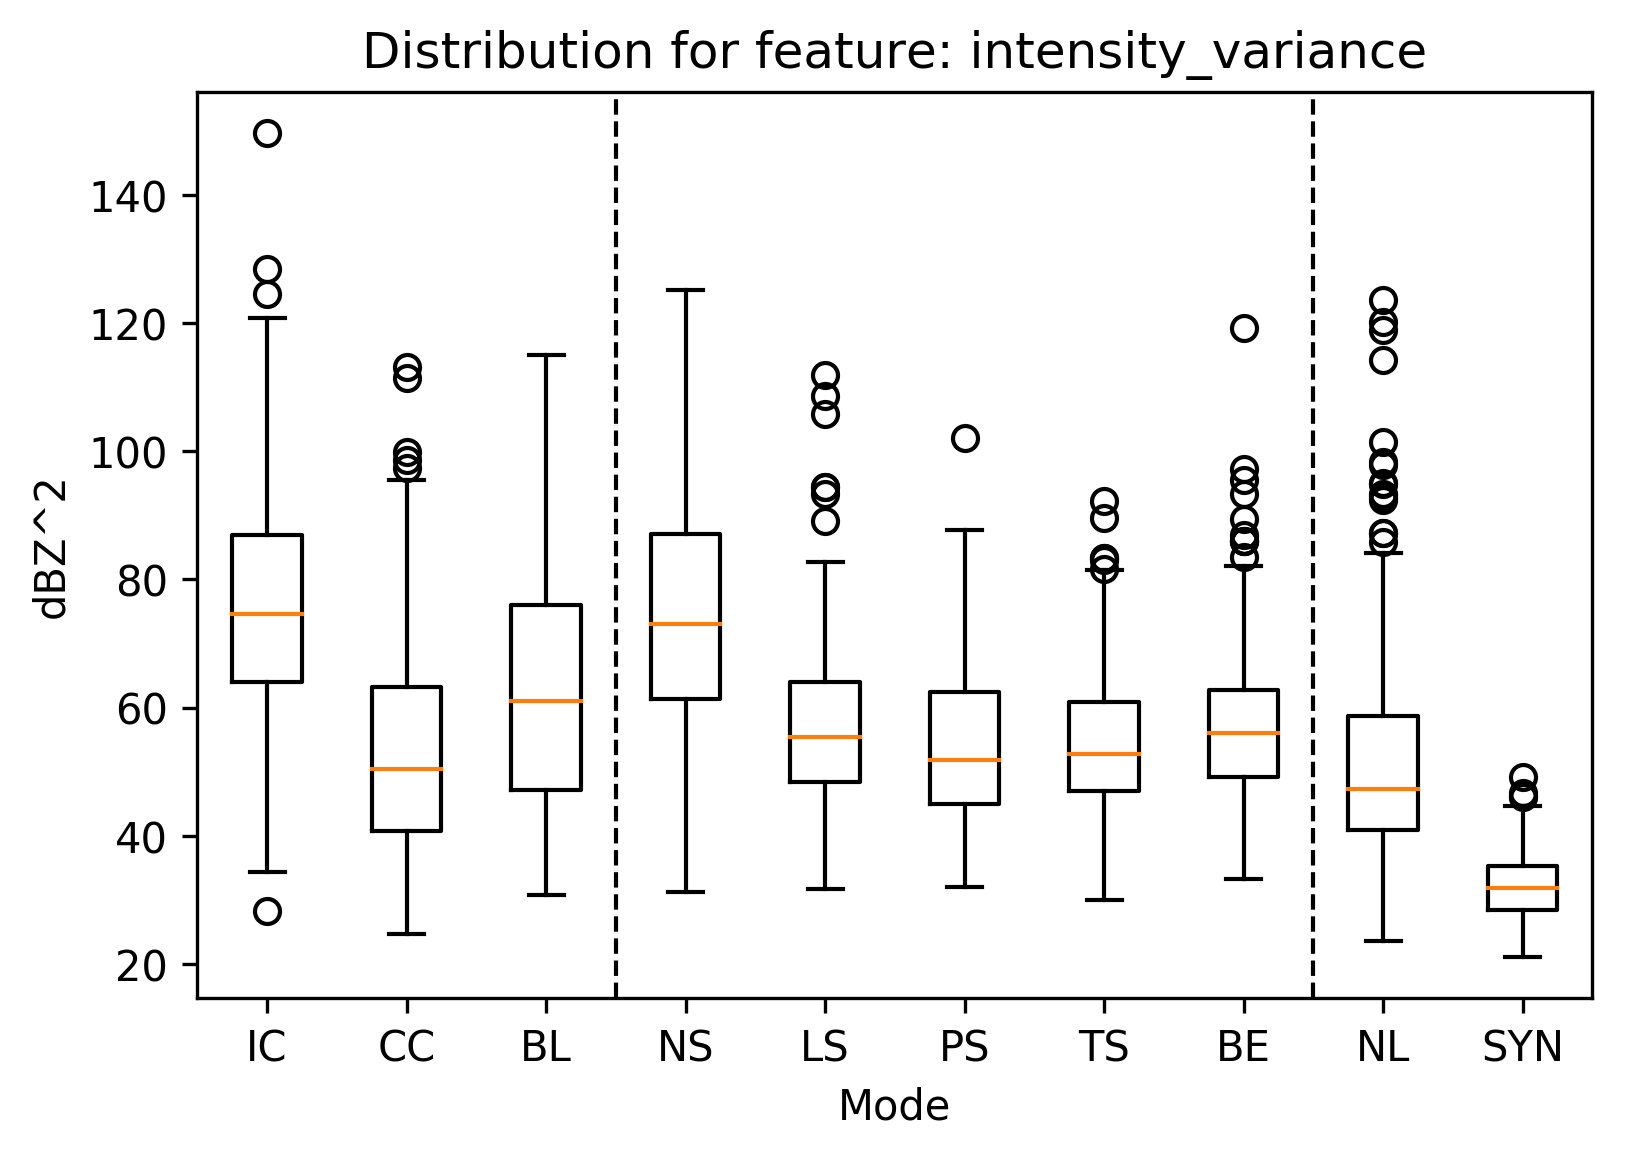 Distribution for feature: intensity_variance
dBZ^2
140
120
100
80
60
40
20
IC CC BL NS LS PS TS BE NL SYN
Mode